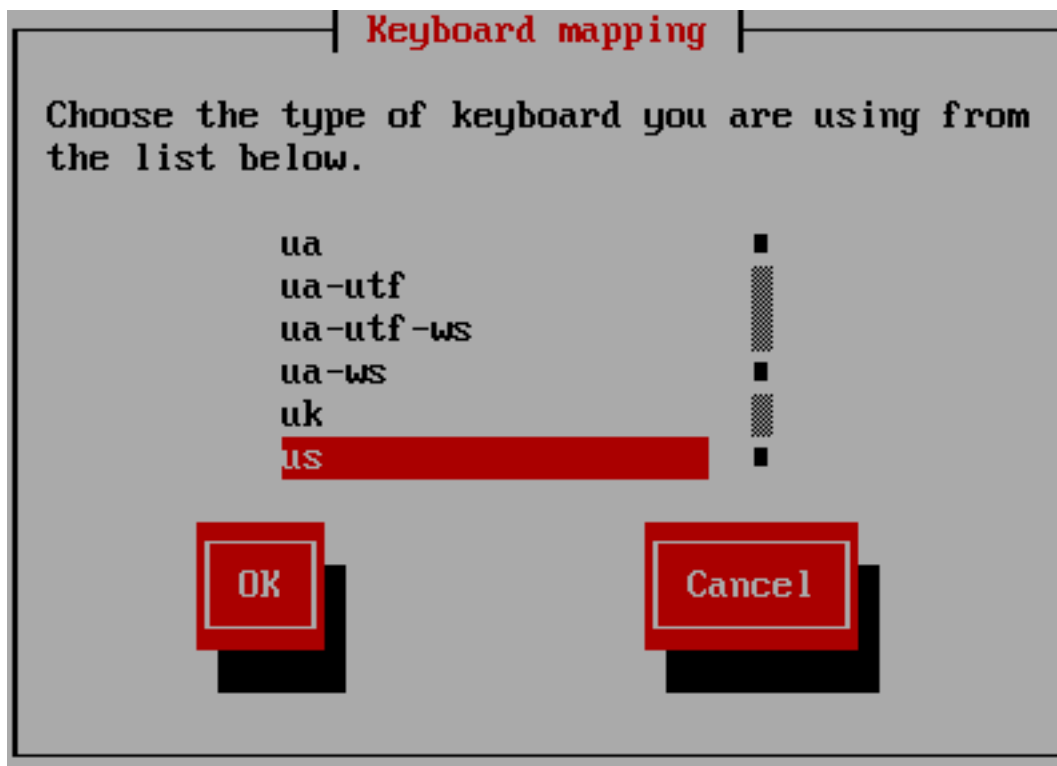 Keyboard mapping
Choose the type of keyboard you are using from
the list below.
ua
ua-utf
ua-utf-ws
ua-ws
uk
us
OK Cancel